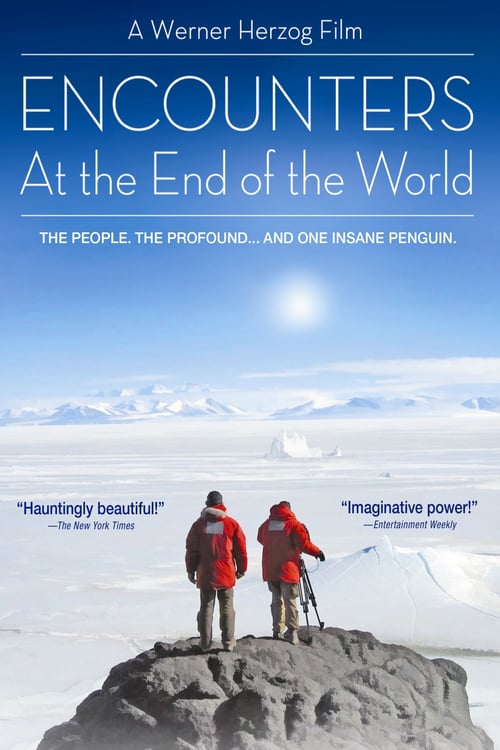 A Werner Herzog Film
ENCOUNTERS
At the End of the World
THE PEOPLE. THE PROFOUND... AND ONE INSANE PENGUIN.
“Hauntingly beautiful!”
—The New York Times
“Imaginative power!”
—Entertainment Weekly